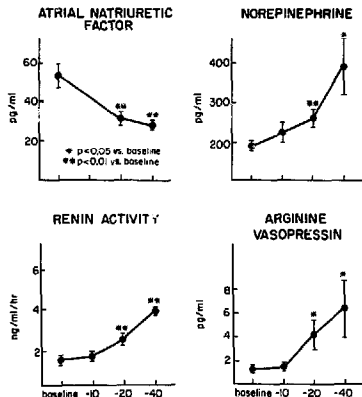 ATRIAL NATRIURETIC
FACTOR
60
40
20
pg/ml
* p<0.05 vs. baseline
** p<0.01 vs. baseline
**
**
NOREPINEPHRINE
400
300
200
pg/ml
**
*
RENIN ACTIVITY
6
4
2
ng/ml/hr
**
**
baseline -10 -20 -40
ARGININE
VASOPRESSIN
8
6
4
2
pg/ml
*
*
baseline -10 -20 -40